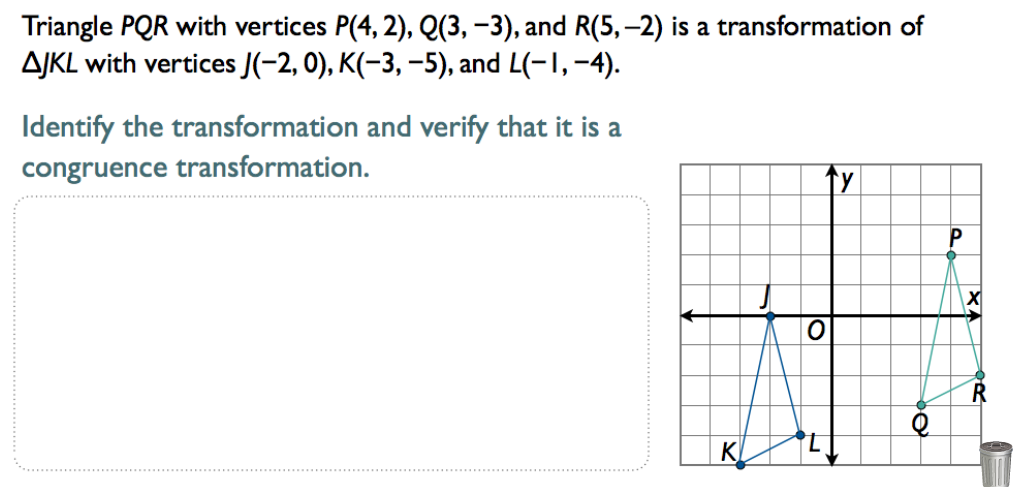 Triangle PQR with vertices P(4, 2), Q(3, −3), and R(5, −2) is a transformation of
ΔJKL with vertices J(−2, 0), K(−3, −5), and L(−1, −4).
Identify the transformation and verify that it is a
congruence transformation.
y
P
J
x
O
R
Q
K
L